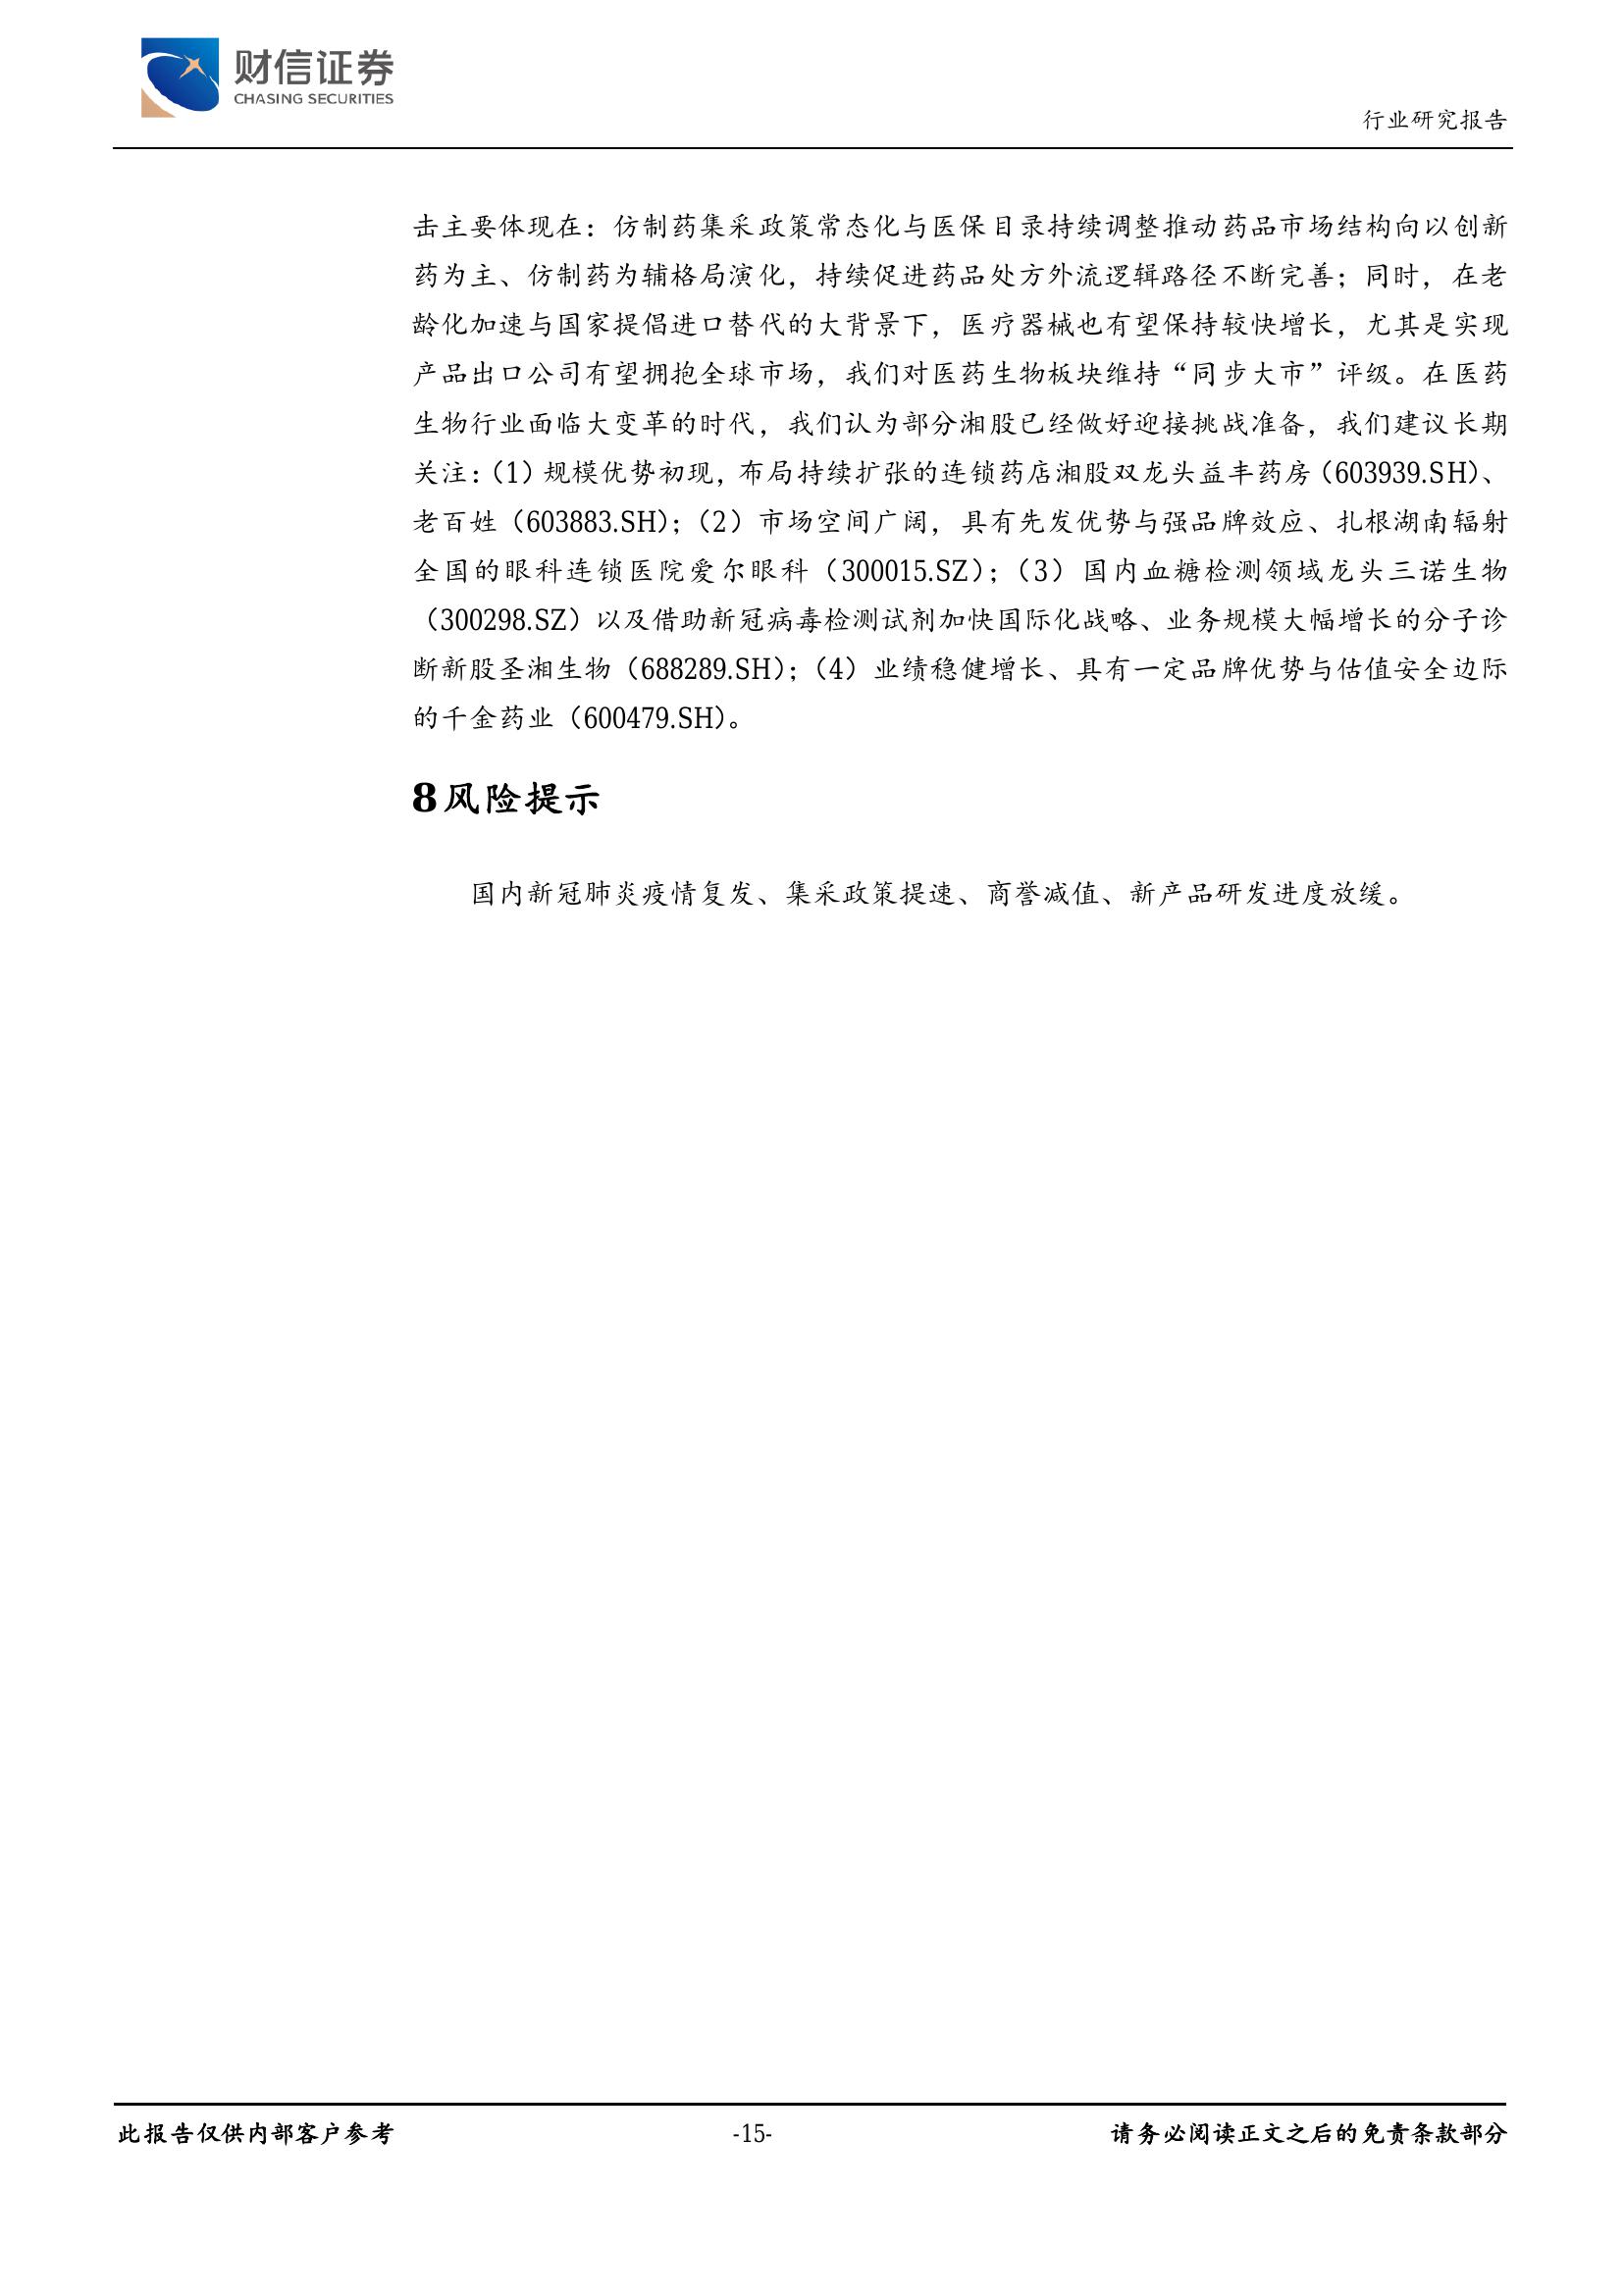 财信证券
CHASING SECURITIES
行业研究报告
击主要体现在：仿制药集采政策常态化与医保目录持续调整推动药品市场结构向以创新
药为主、仿制药为辅格局演化，持续促进药品处方外流逻辑路径不断完善；同时，在老
龄化加速与国家提倡进口替代的大背景下，医疗器械也有望保持较快增长，尤其是实现
产品出口公司有望拥抱全球市场，我们对医药生物板块维持“同步大市”评级。在医药
生物行业面临大变革的时代，我们认为部分湘股已经做好迎接挑战准备，我们建议长期
关注：（1）规模优势初现，布局持续扩张的连锁药店湘股双龙头益丰药房（603939.SH）、
老百姓（603883.SH）；（2）市场空间广阔，具有先发优势与强品牌效应、扎根湖南辐射
全国的眼科连锁医院爱尔眼科（300015.SZ）；（3）国内血糖检测领域龙头三诺生物
（300298.SZ）以及借助新冠病毒检测试剂加快国际化战略、业务规模大幅增长的分子诊
断新股圣湘生物（688289.SH）；（4）业绩稳健增长、具有一定品牌优势与估值安全边际
的千金药业（600479.SH）。
8 风险提示
国内新冠肺炎疫情复发、集采政策提速、商誉减值、新产品研发进度放缓。
此报告仅供内部客户参考
-15-
请务必阅读正文之后的免责条款部分